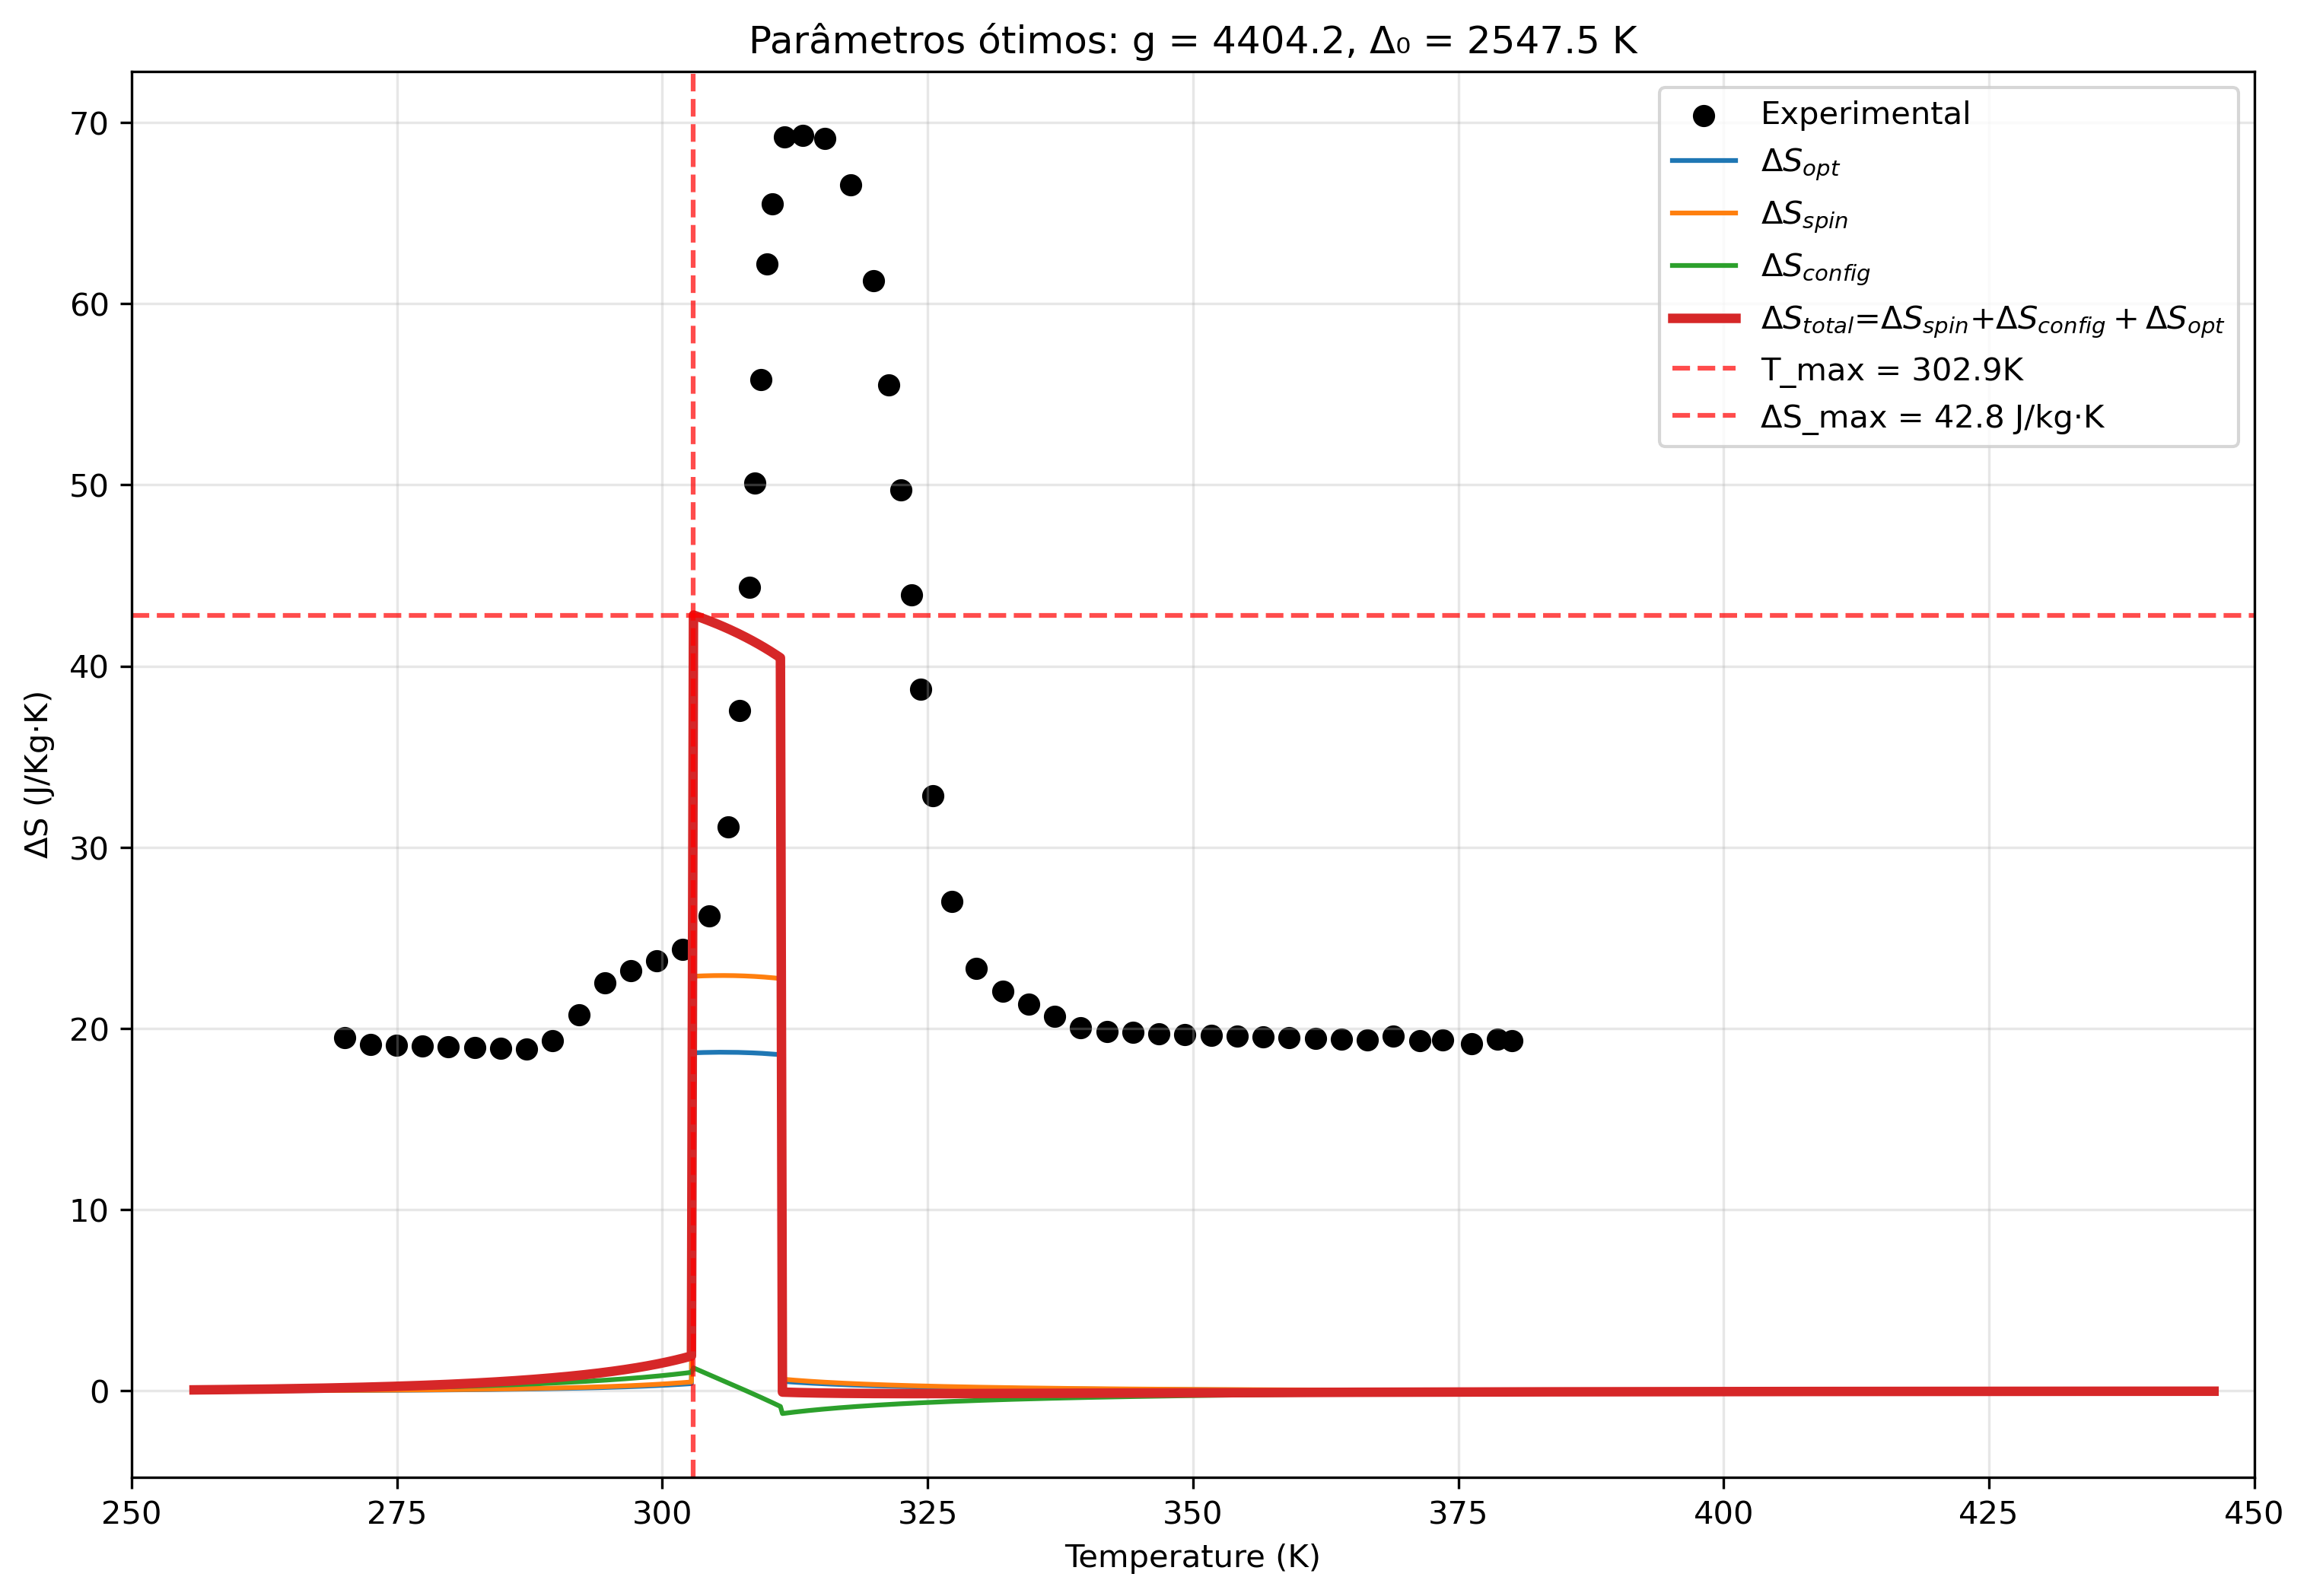 Parâmetros ótimos: g = 4404.2, Δ₀ = 2547.5 K
Experimental
ΔS_opt
ΔS_spin
ΔS_config
ΔS_total=ΔS_spin+ΔS_config + ΔS_opt
T_max = 302.9K
ΔS_max = 42.8 J/kg·K
ΔS (J/Kg·K)
70
60
50
40
30
20
10
0
250 275 300 325 350 375 400 425 450
Temperature (K)